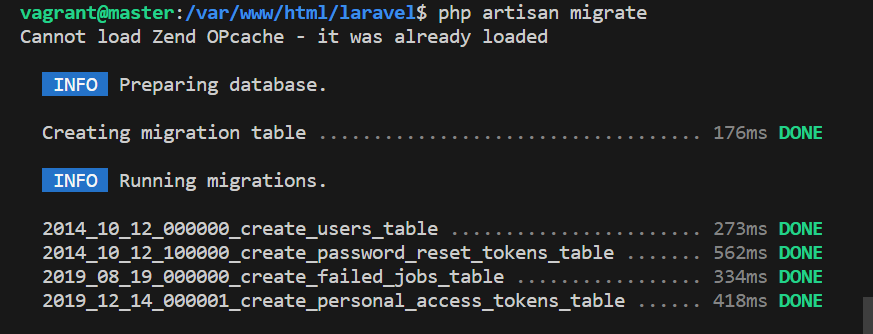 vagrant@master:/var/www/html/laravel$ php artisan migrate
Cannot load Zend OPcache - it was already loaded
INFO Preparing database.
Creating migration table ................................... 176ms DONE
INFO Running migrations.
2014_10_12_000000_create_users_table ....................... 273ms DONE
2014_10_12_100000_create_password_reset_tokens_table ....... 562ms DONE
2019_08_19_000000_create_failed_jobs_table ................. 334ms DONE
2019_12_14_000001_create_personal_access_tokens_table ...... 418ms DONE